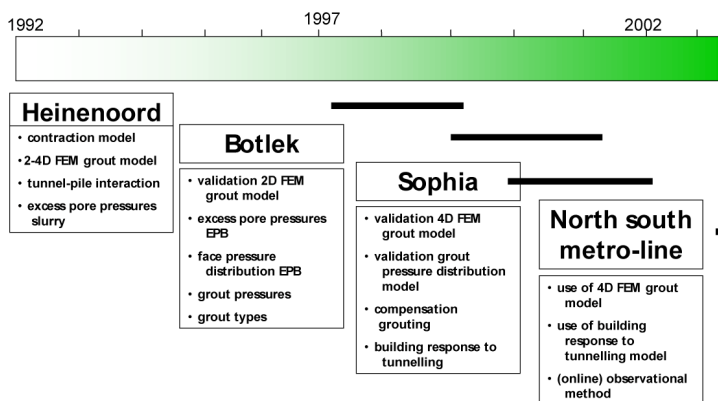 1992
1997
2002
Heinenoord
• contraction model
• 2-4D FEM grout model
• tunnel-pile interaction
• excess pore pressures
slurry
Botlek
• validation 2D FEM
grout model
• excess pore pressures
EPB
• face pressure
distribution EPB
• grout pressures
• grout types
Sophia
• validation 4D FEM
grout model
• validation grout
pressure distribution
model
• compensation
grouting
• building response to
tunnelling
North south
metro-line
• use of 4D FEM grout
model
• use of building
response to
tunnelling model
• (online) observational
method